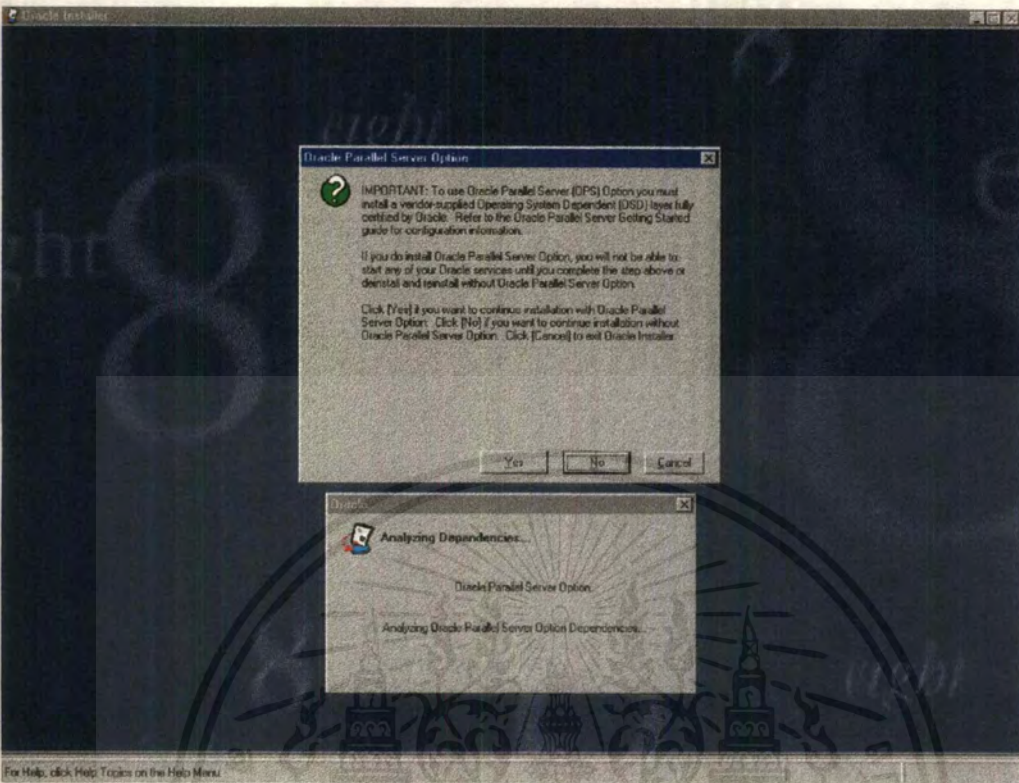 Oracle Installer
eight
ght
8
Oracle Parallel Server Option
IMPORTANT: To use Oracle Parallel Server (OPS) Option you must
install a vendor-supplied Operating System Dependent (OSD) layer fully
certified by Oracle. Refer to the Oracle Parallel Server Getting Started
guide for configuration information.
If you do install Oracle Parallel Server Option, you will not be able to
start any of your Oracle services until you complete the step above or
deinstall and reinstall without Oracle Parallel Server Option.
Click [Yes] if you want to continue installation with Oracle Parallel
Server Option. Click [No] if you want to continue installation without
Oracle Parallel Server Option. Click [Cancel] to exit Oracle Installer.
Yes
No
Cancel
Oracle
Analyzing Dependencies...
Oracle Parallel Server Option
Analyzing Oracle Parallel Server Option Dependencies...
eight
For Help, click Help Topics on the Help Menu